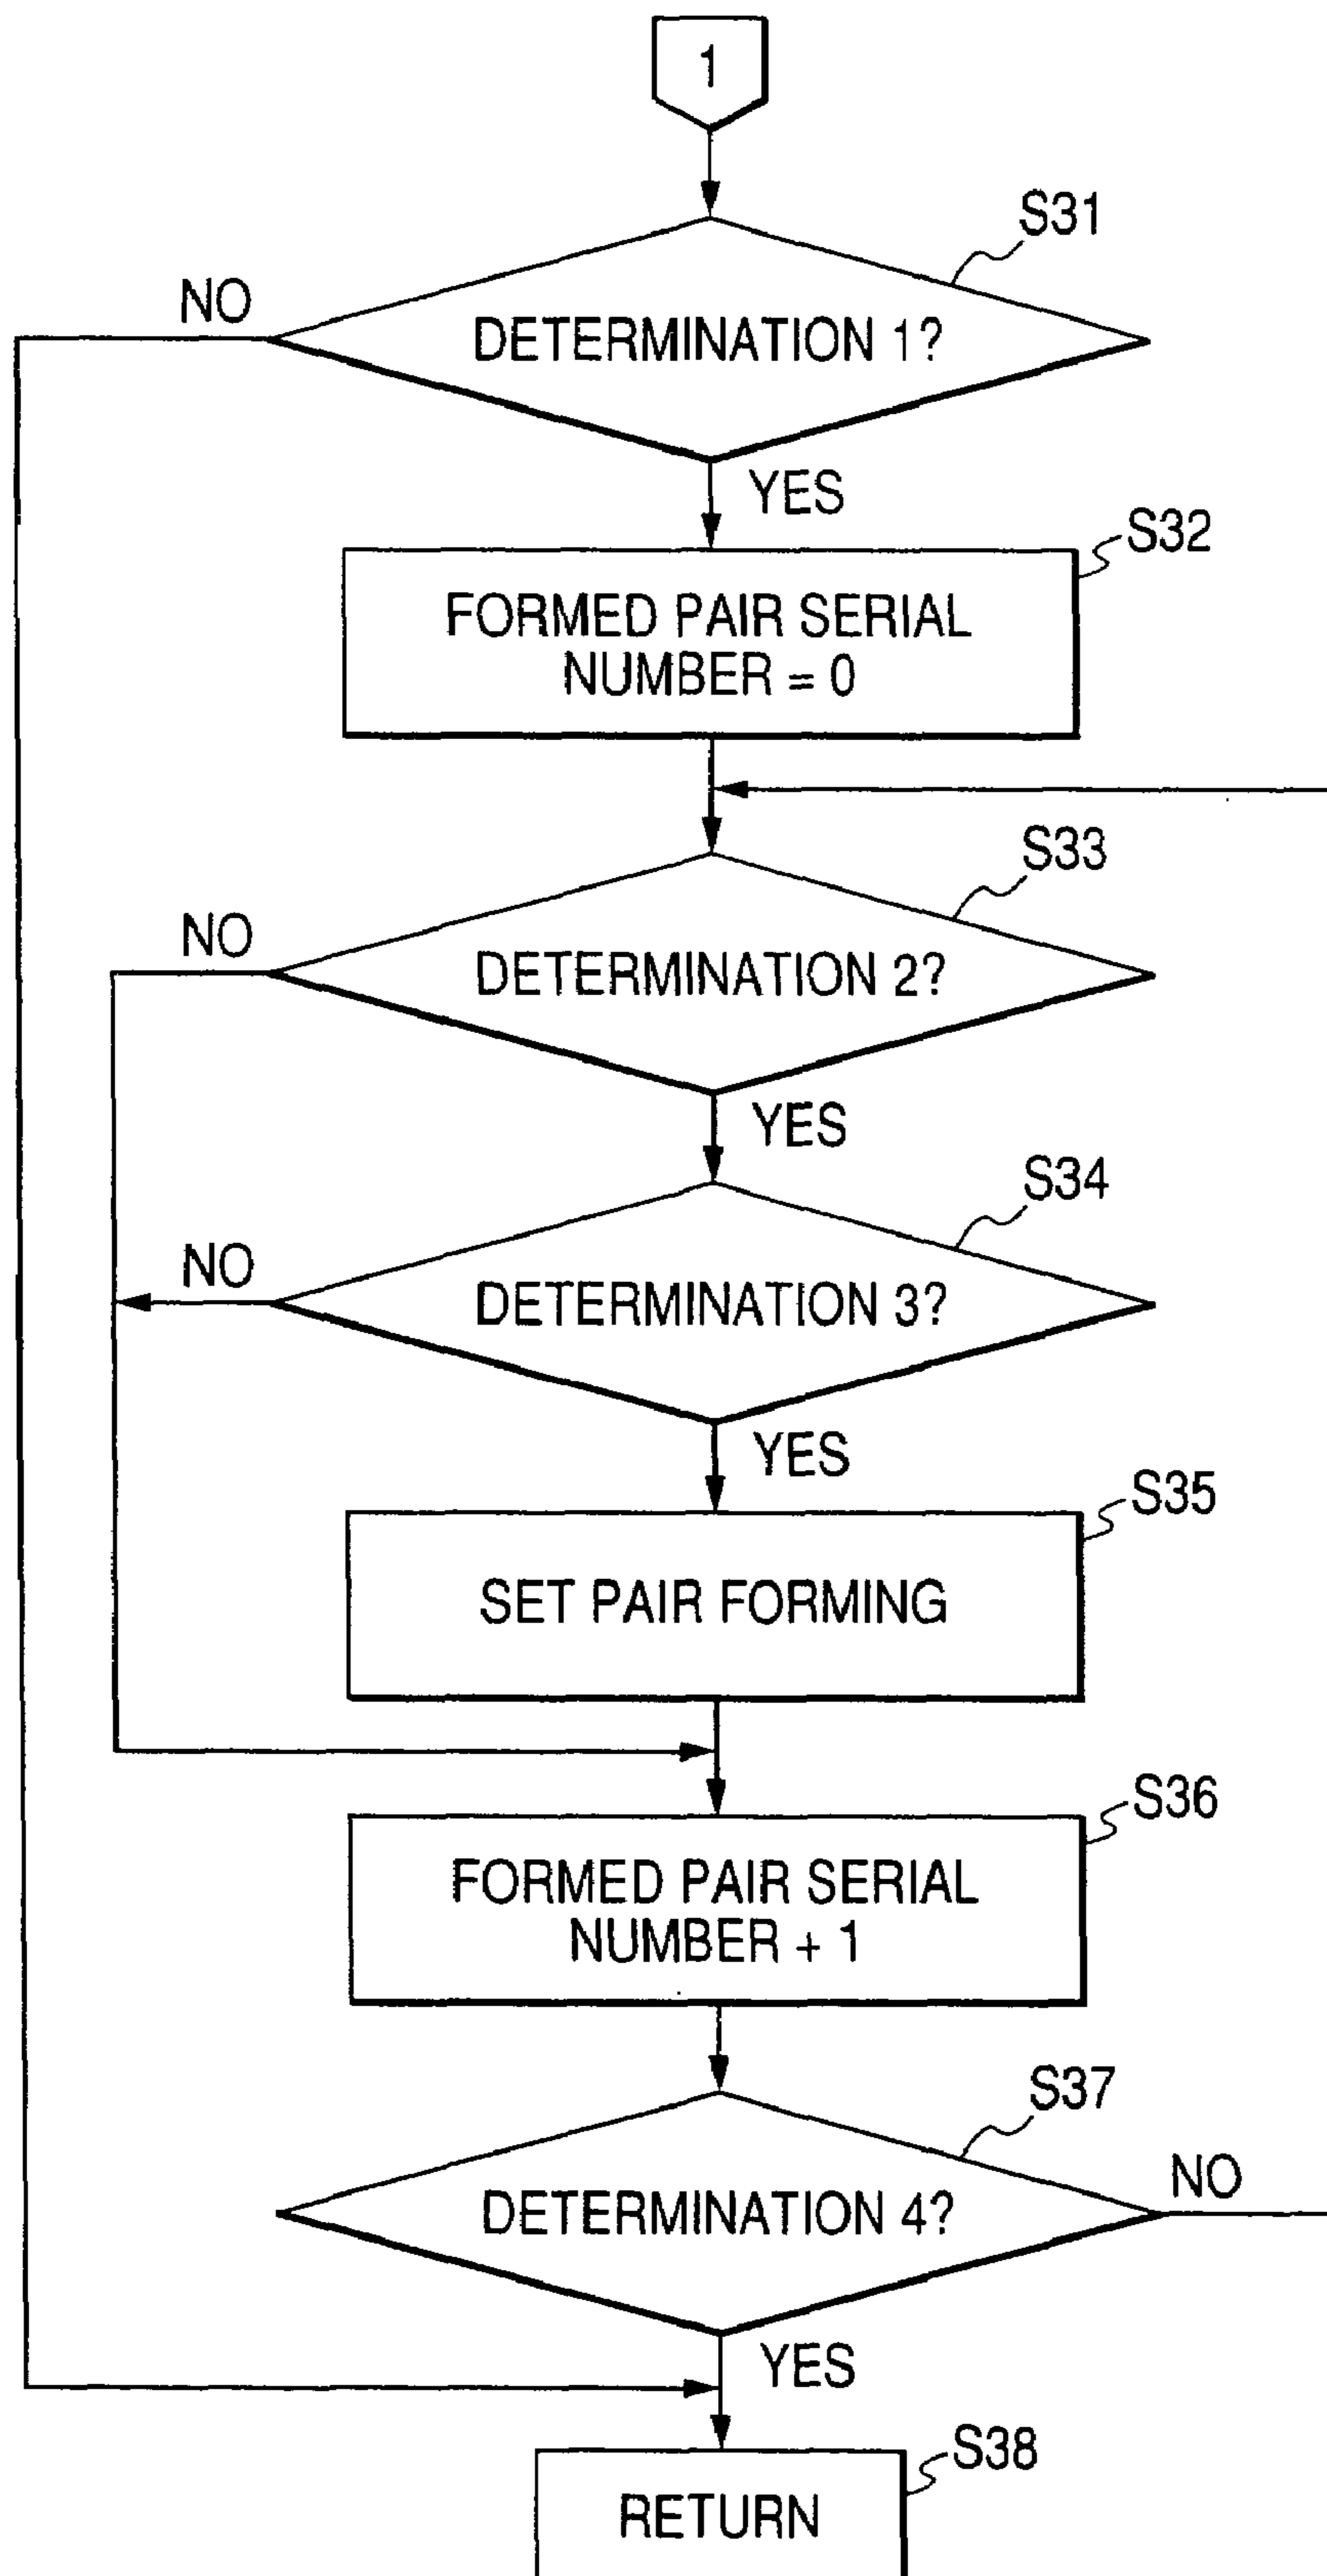 1
S31
NO
DETERMINATION 1?
YES
S32
FORMED PAIR SERIAL
NUMBER = 0
S33
NO
DETERMINATION 2?
YES
S34
NO
DETERMINATION 3?
YES
S35
SET PAIR FORMING
S36
FORMED PAIR SERIAL
NUMBER + 1
S37
NO
DETERMINATION 4?
YES
S38
RETURN